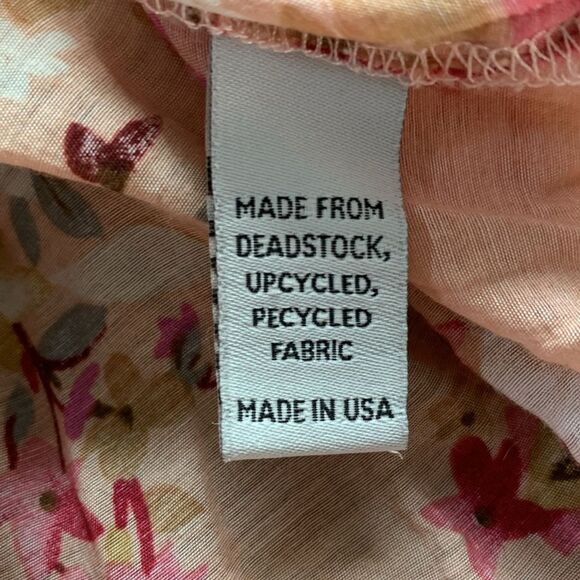 MADE FROM
DEADSTOCK,
UPCYCLED,
PECYCLED
FABRIC
MADE IN USA